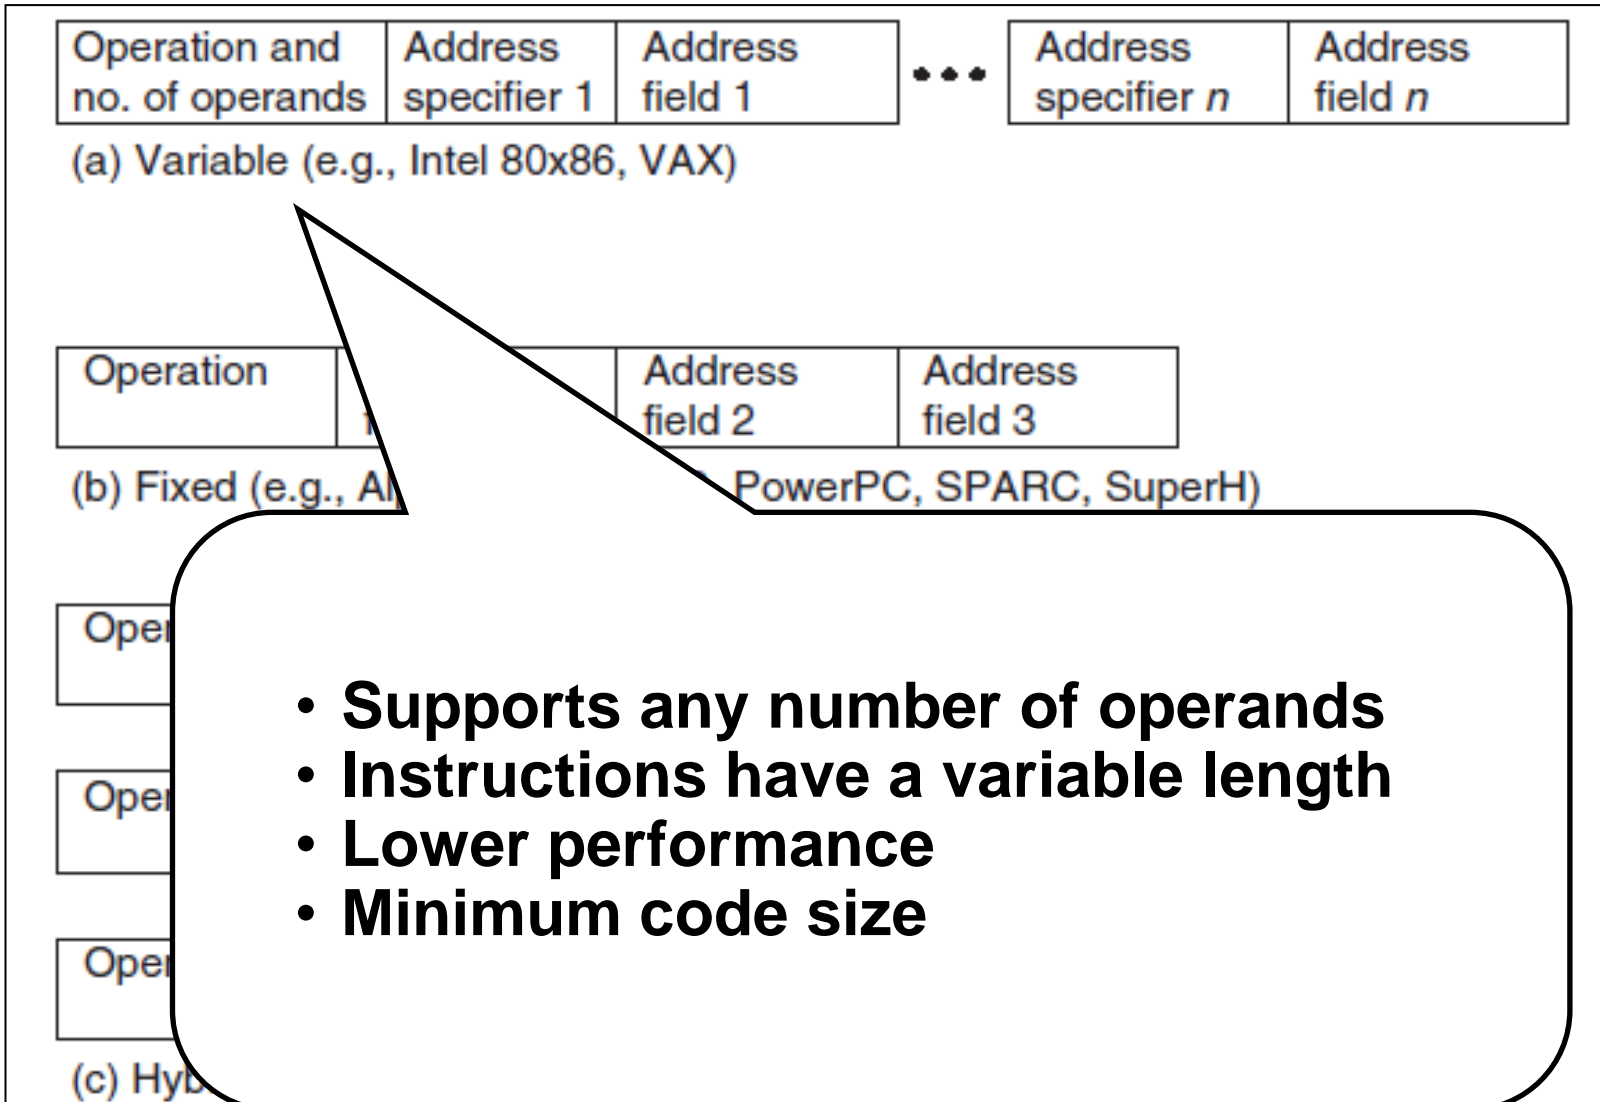 Operation and no. of operands
Address specifier 1
Address field 1
•••
Address specifier n
Address field n
(a) Variable (e.g., Intel 80x86, VAX)
Operation
Address field 2
Address field 3
(b) Fixed (e.g., PowerPC, SPARC, SuperH)
• Supports any number of operands
• Instructions have a variable length
• Lower performance
• Minimum code size
(c)